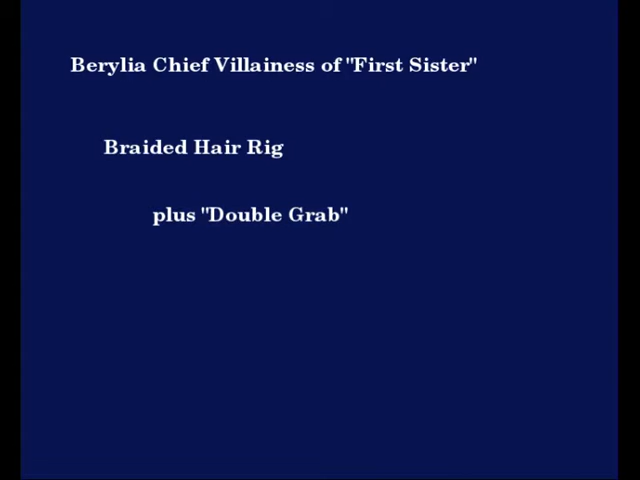 Berylia Chief Villainess of "First Sister"
Braided Hair Rig
plus "Double Grab"